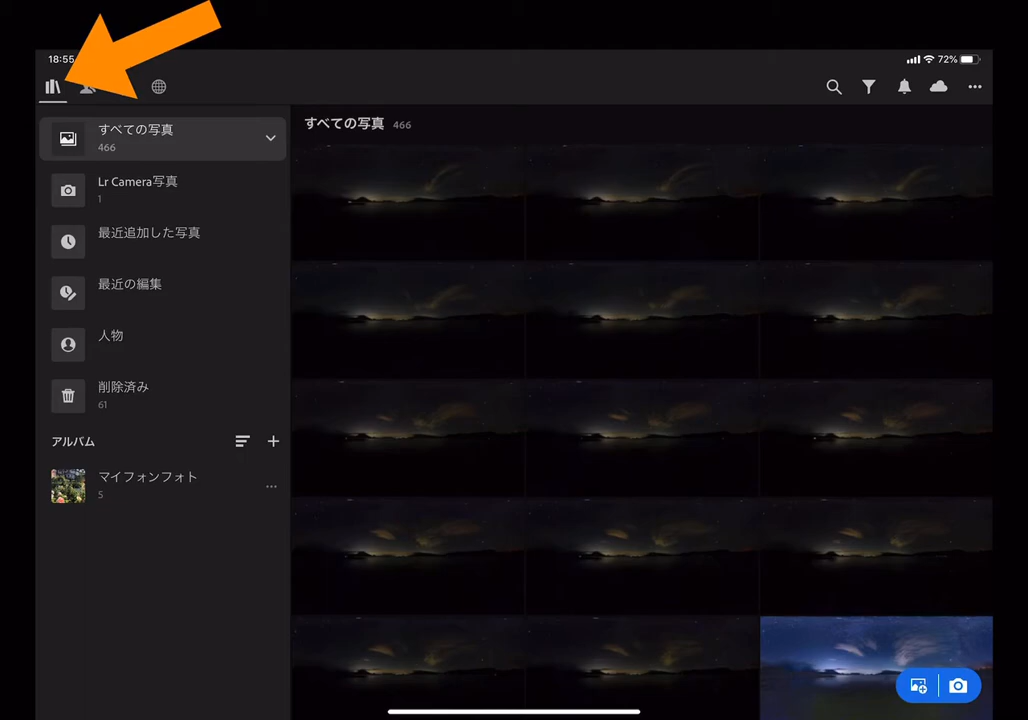 18:55
72%
すべての写真
466
Lr Camera写真
1
最近追加した写真
最近の編集
人物
削除済み
61
アルバム
マイフォンフォト
5
すべての写真 466